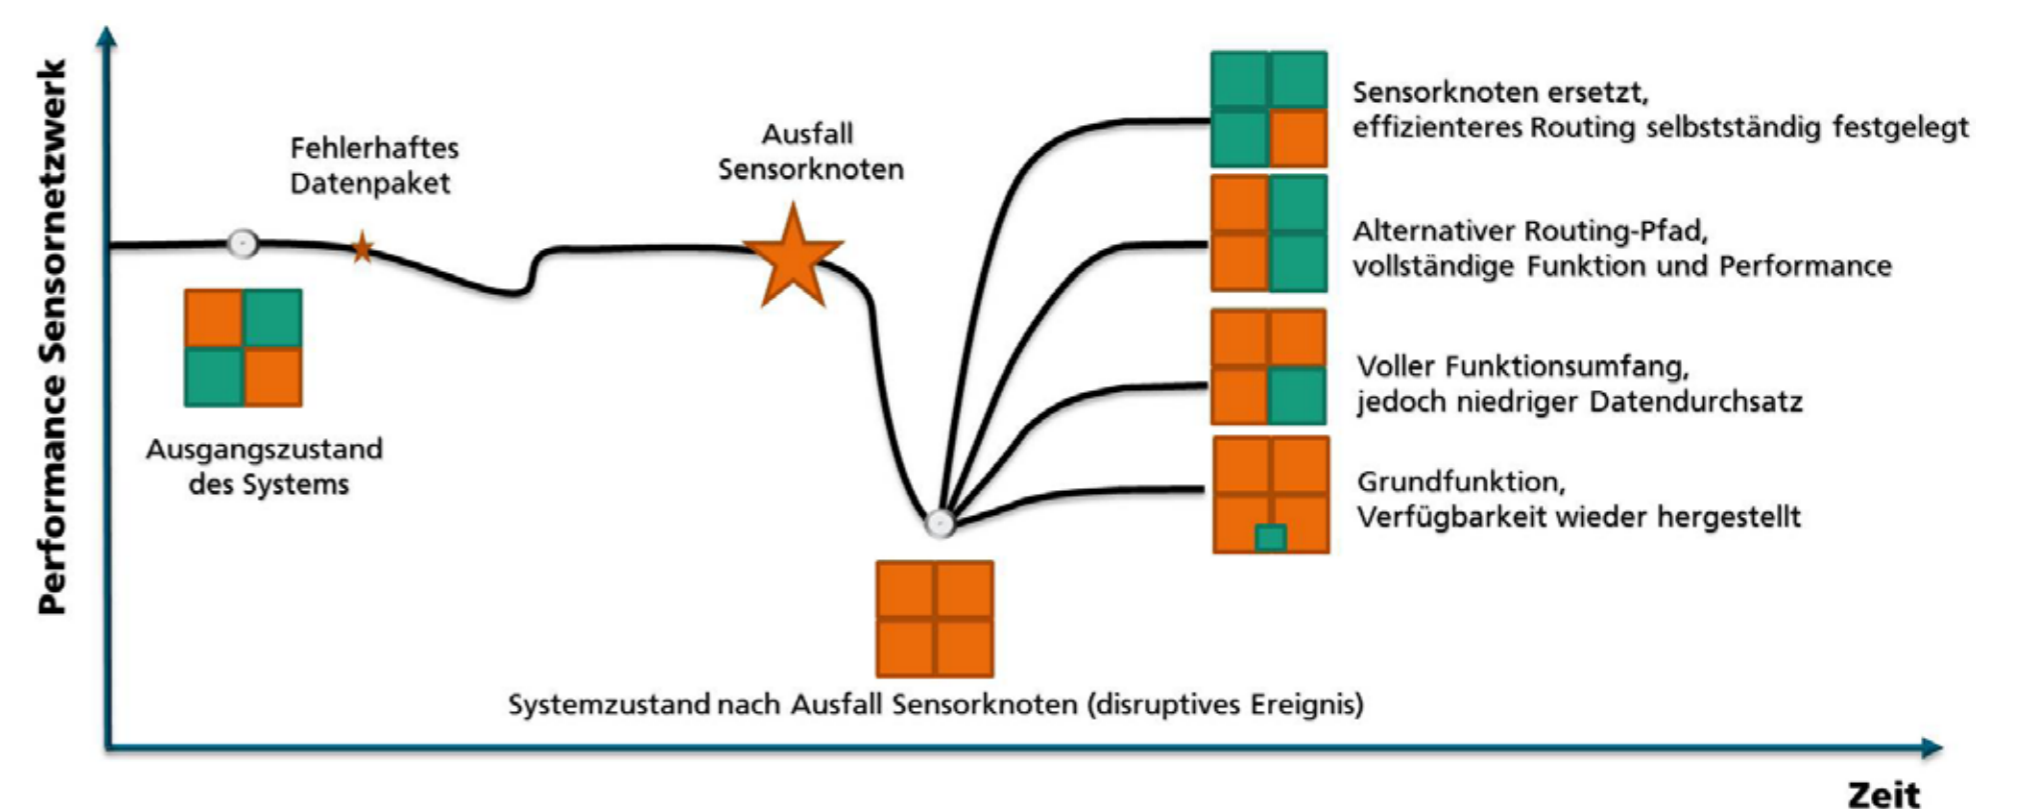 Performance Sensornetzwerk
Fehlerhaftes
Datenpaket
Ausfall
Sensorknoten
Ausgangszustand
des Systems
Sensorknoten ersetzt,
effizienteres Routing selbstständig festgelegt
Alternativer Routing-Pfad,
vollständige Funktion und Performance
Voller Funktionsumfang,
jedoch niedriger Datendurchsatz
Grundfunktion,
Verfügbarkeit wieder hergestellt
Systemzustand nach Ausfall Sensorknoten (disruptives Ereignis)
Zeit